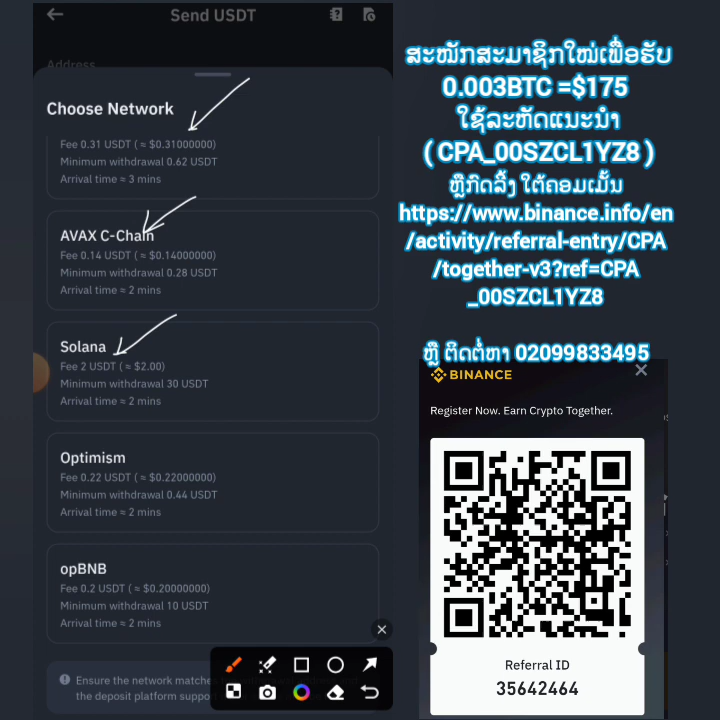 Send USDT
Address
Choose Network
Fee 0.31 USDT ( ≈ $0.31000000)
Minimum withdrawal 0.62 USDT
Arrival time ≈ 3 mins
AVAX C-Chain
Fee 0.14 USDT ( ≈ $0.14000000)
Minimum withdrawal 0.28 USDT
Arrival time ≈ 2 mins
Solana
Fee 2 USDT ( ≈ $2.00)
Minimum withdrawal 30 USDT
Arrival time ≈ 2 mins
Optimism
Fee 0.22 USDT ( ≈ $0.22000000)
Minimum withdrawal 0.44 USDT
Arrival time ≈ 2 mins
opBNB
Fee 0.2 USDT ( ≈ $0.20000000)
Minimum withdrawal 10 USDT
Arrival time ≈ 2 mins
Ensure the network matches
the deposit platform support
ສະໝັກສະມາຊິກໃໝ່ເພື່ອຮັບ
0.003BTC =$175
ໃຊ້ລະຫັດແນະນຳ
( CPA_00SZCL1YZ8 )
ຫຼືກົດລິ້ງ ໃຕ້ຄອມເມັ້ນ
https://www.binance.info/en
/activity/referral-entry/CPA
/together-v3?ref=CPA
_00SZCL1YZ8
ຫຼື ຕິດຕໍ່ຫາ 02099833495
BINANCE
Register Now. Earn Crypto Together.
Referral ID
35642464